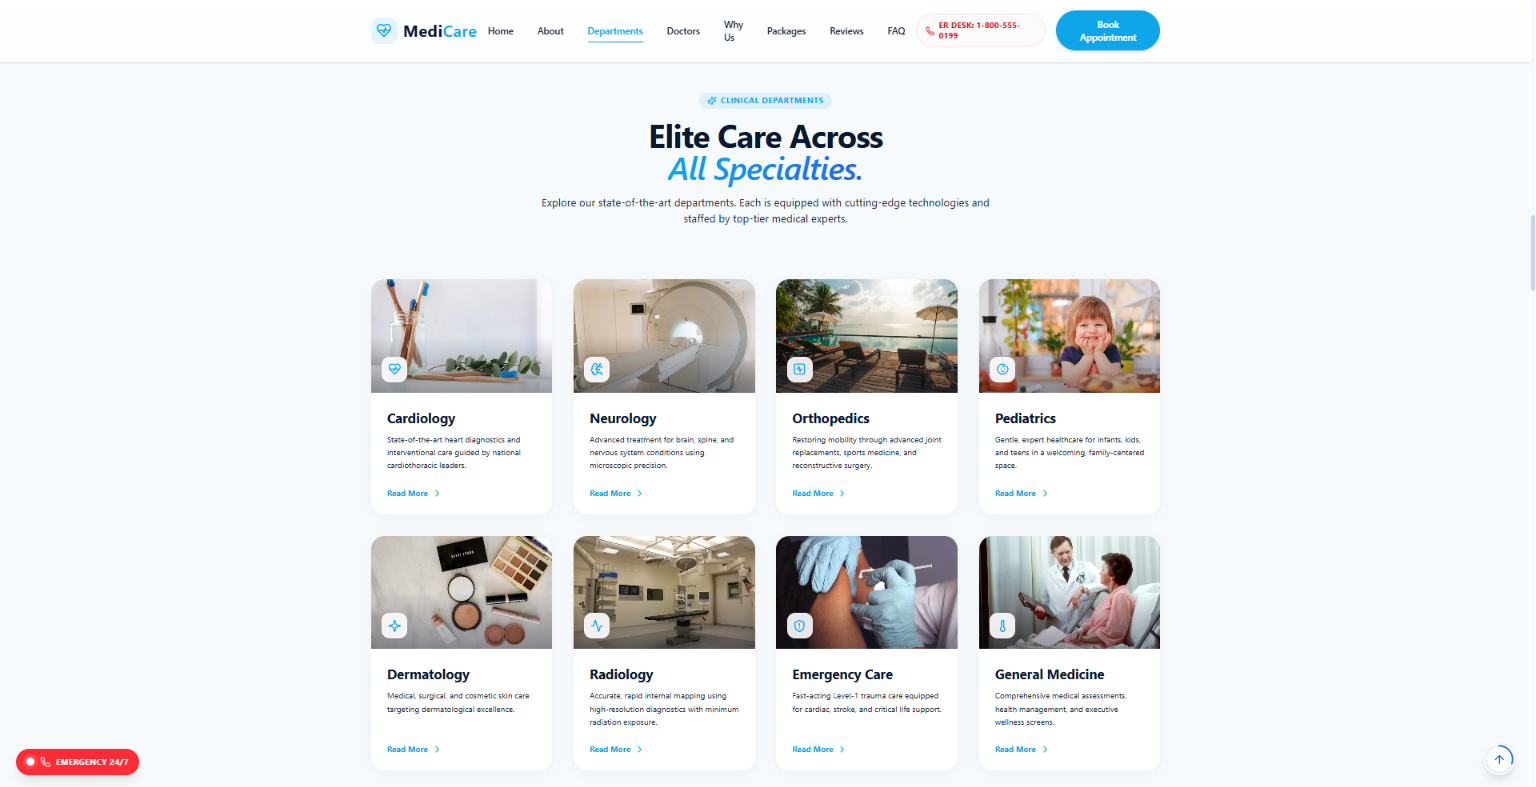 MediCare
Home
About
Departments
Doctors
Why
Us
Packages
Reviews
FAQ
ER DESK: 1-800-555-
0199
Book
Appointment
CLINICAL DEPARTMENTS
Elite Care Across
All Specialties.
Explore our state-of-the-art departments. Each is equipped with cutting-edge technologies and
staffed by top-tier medical experts.
Cardiology
State-of-the-art heart diagnostics and
interventional care guided by national
cardiothoracic leaders.
Read More
Neurology
Advanced treatment for brain, spine, and
nervous system conditions using
microscopic precision.
Read More
Orthopedics
Restoring mobility through advanced joint
replacements, sports medicine, and
reconstructive surgery.
Read More
Pediatrics
Gentle, expert healthcare for infants, kids,
and teens in a welcoming, family-centered
space.
Read More
Dermatology
Medical, surgical, and cosmetic skin care
targeting dermatological excellence.
Read More
Radiology
Accurate, rapid internal mapping using
high-resolution diagnostics with minimum
radiation exposure.
Read More
Emergency Care
Fast-acting Level-1 trauma care equipped
for cardiac, stroke, and critical life support.
Read More
General Medicine
Comprehensive medical assessments,
health management, and executive
wellness screens.
Read More
EMERGENCY 24/7